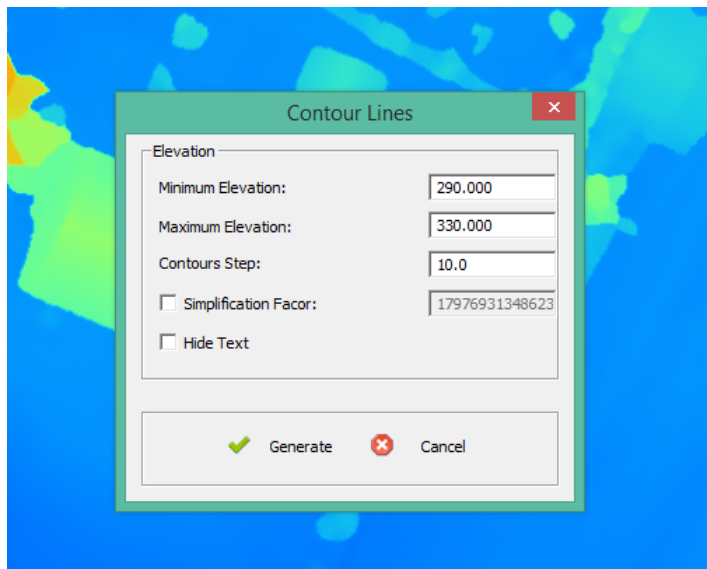 Contour Lines
Elevation
Minimum Elevation: 290.000
Maximum Elevation: 330.000
Contours Step: 10.0
Simplification Facor: 17976931348623
Hide Text
Generate Cancel